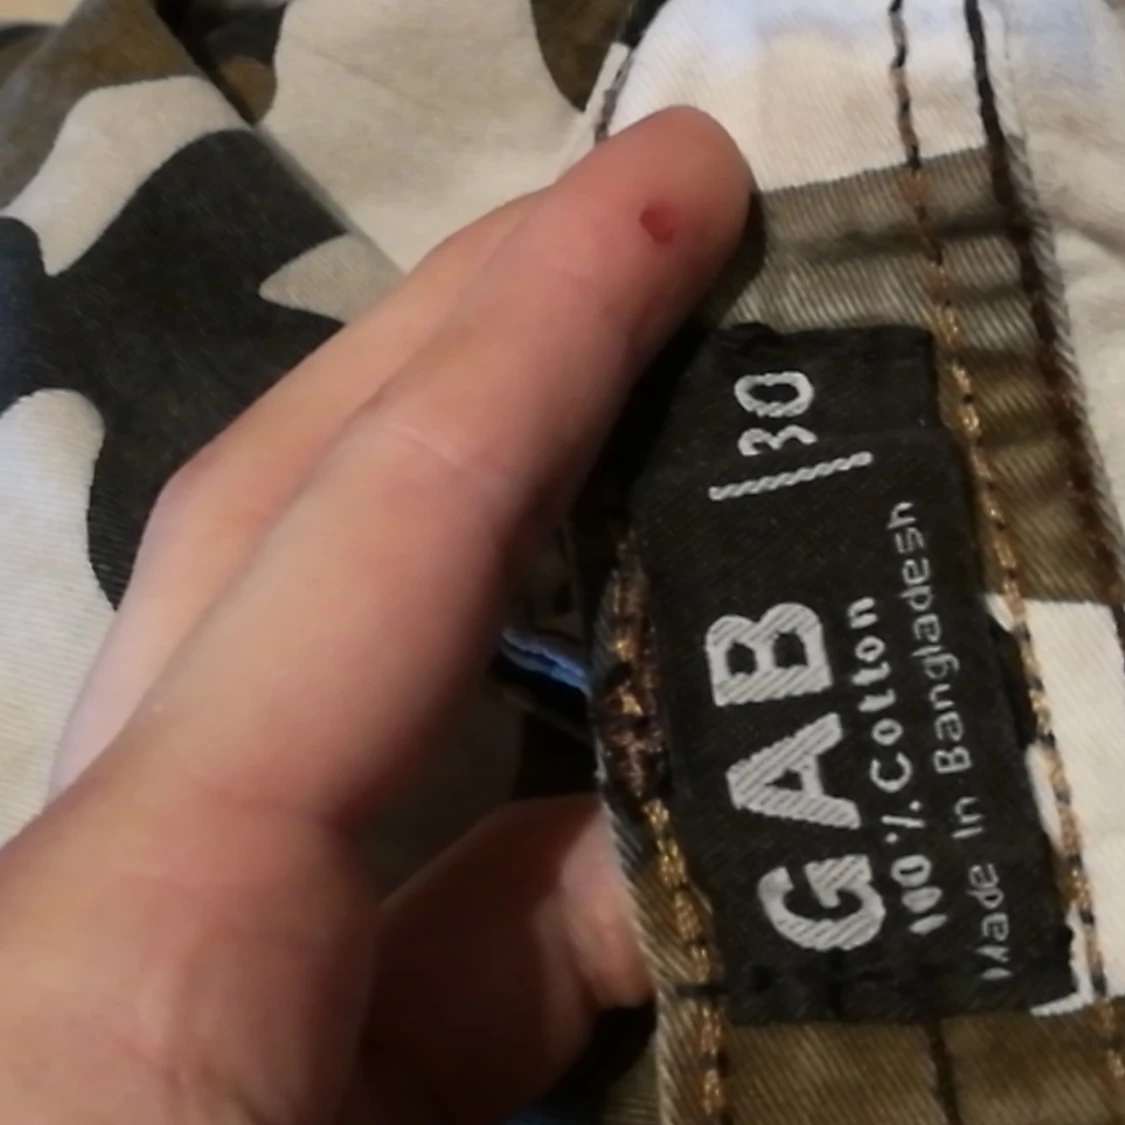 GAB | 30
100% Cotton
Made In Bangladesh